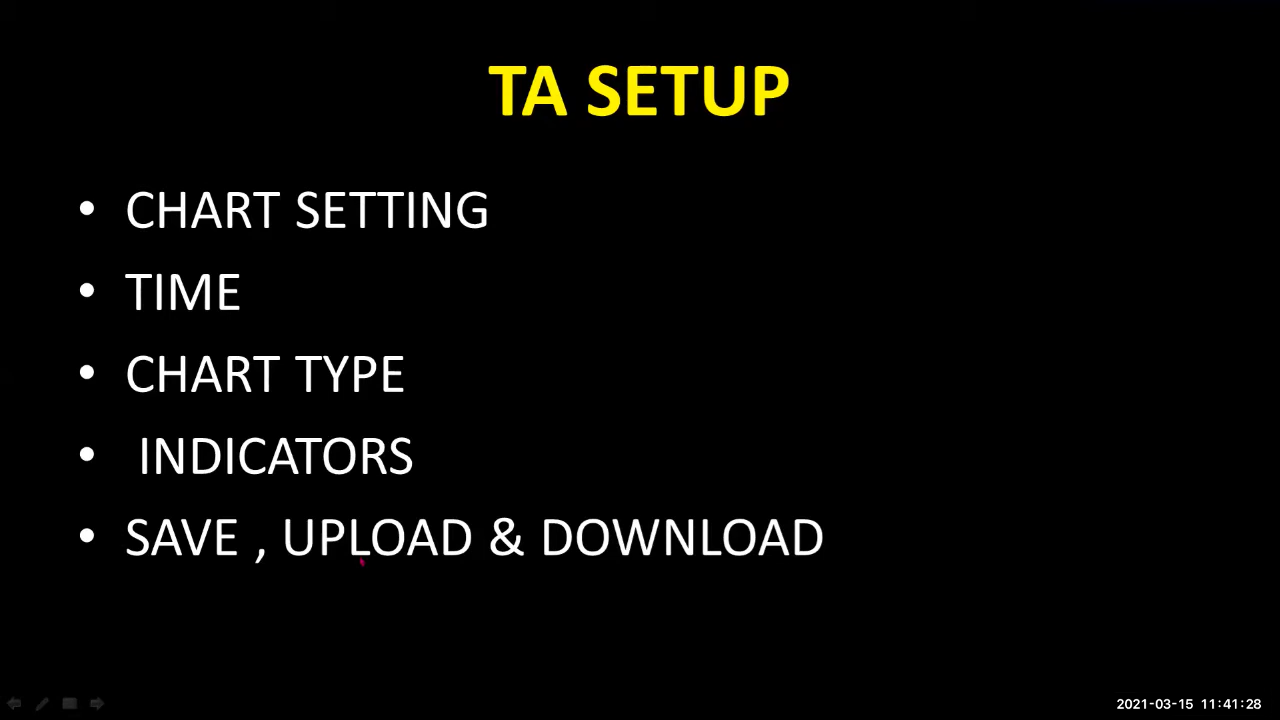 TA SETUP
• CHART SETTING
• TIME
• CHART TYPE
• INDICATORS
• SAVE , UPLOAD & DOWNLOAD
2021-03-15 11:41:28